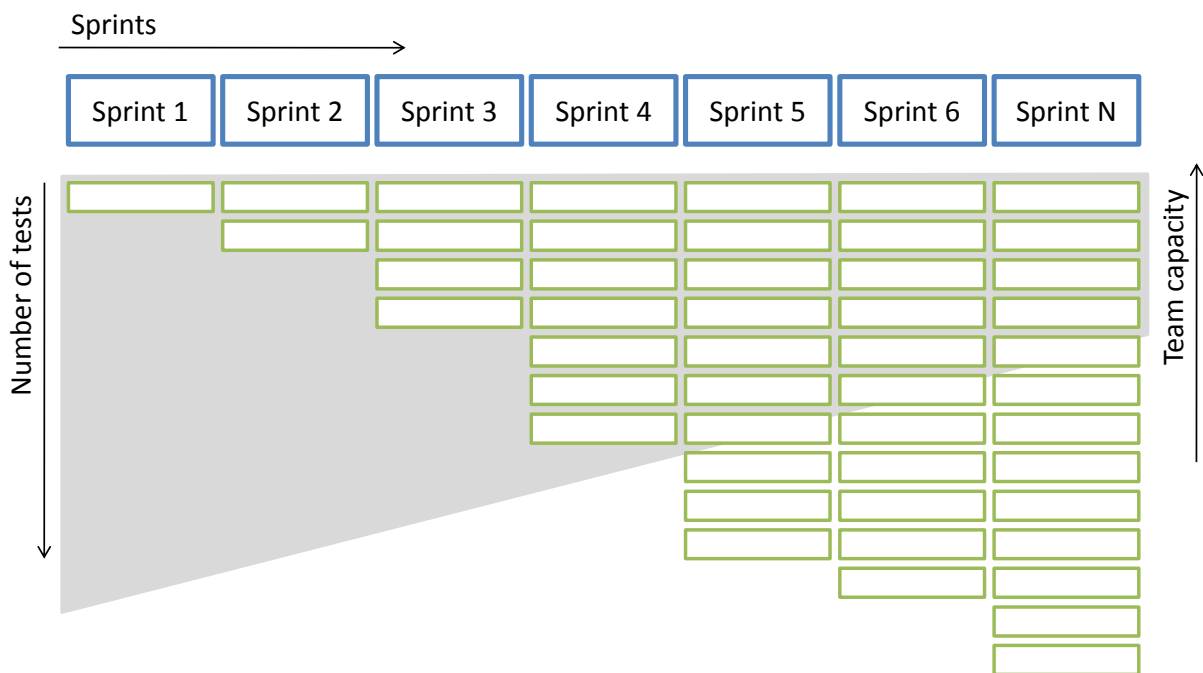 Sprints
Sprint 1
Sprint 2
Sprint 3
Sprint 4
Sprint 5
Sprint 6
Sprint N
Number of tests
Team capacity